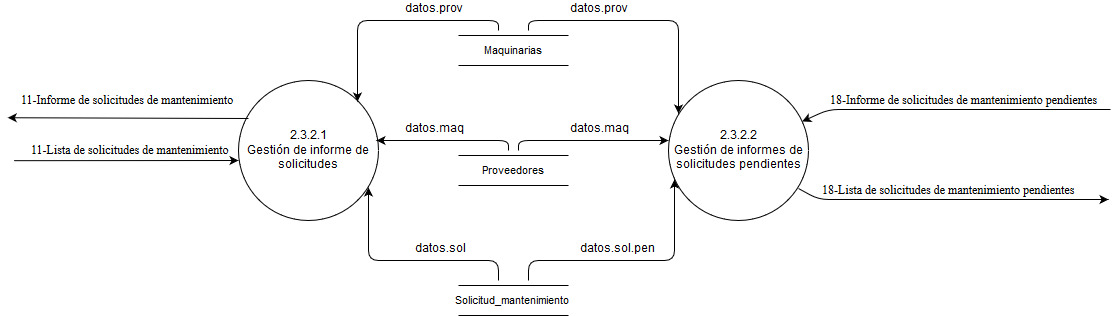 datos.prov
datos.prov
Maquinarias
11-Informe de solicitudes de mantenimiento
18-Informe de solicitudes de mantenimiento pendientes
datos.maq
datos.maq
2.3.2.1
Gestión de informe de
solicitudes
2.3.2.2
Gestión de informes de
solicitudes pendientes
11-Lista de solicitudes de mantenimiento
Proveedores
18-Lista de solicitudes de mantenimiento pendientes
datos.sol
datos.sol.pen
Solicitud_mantenimiento